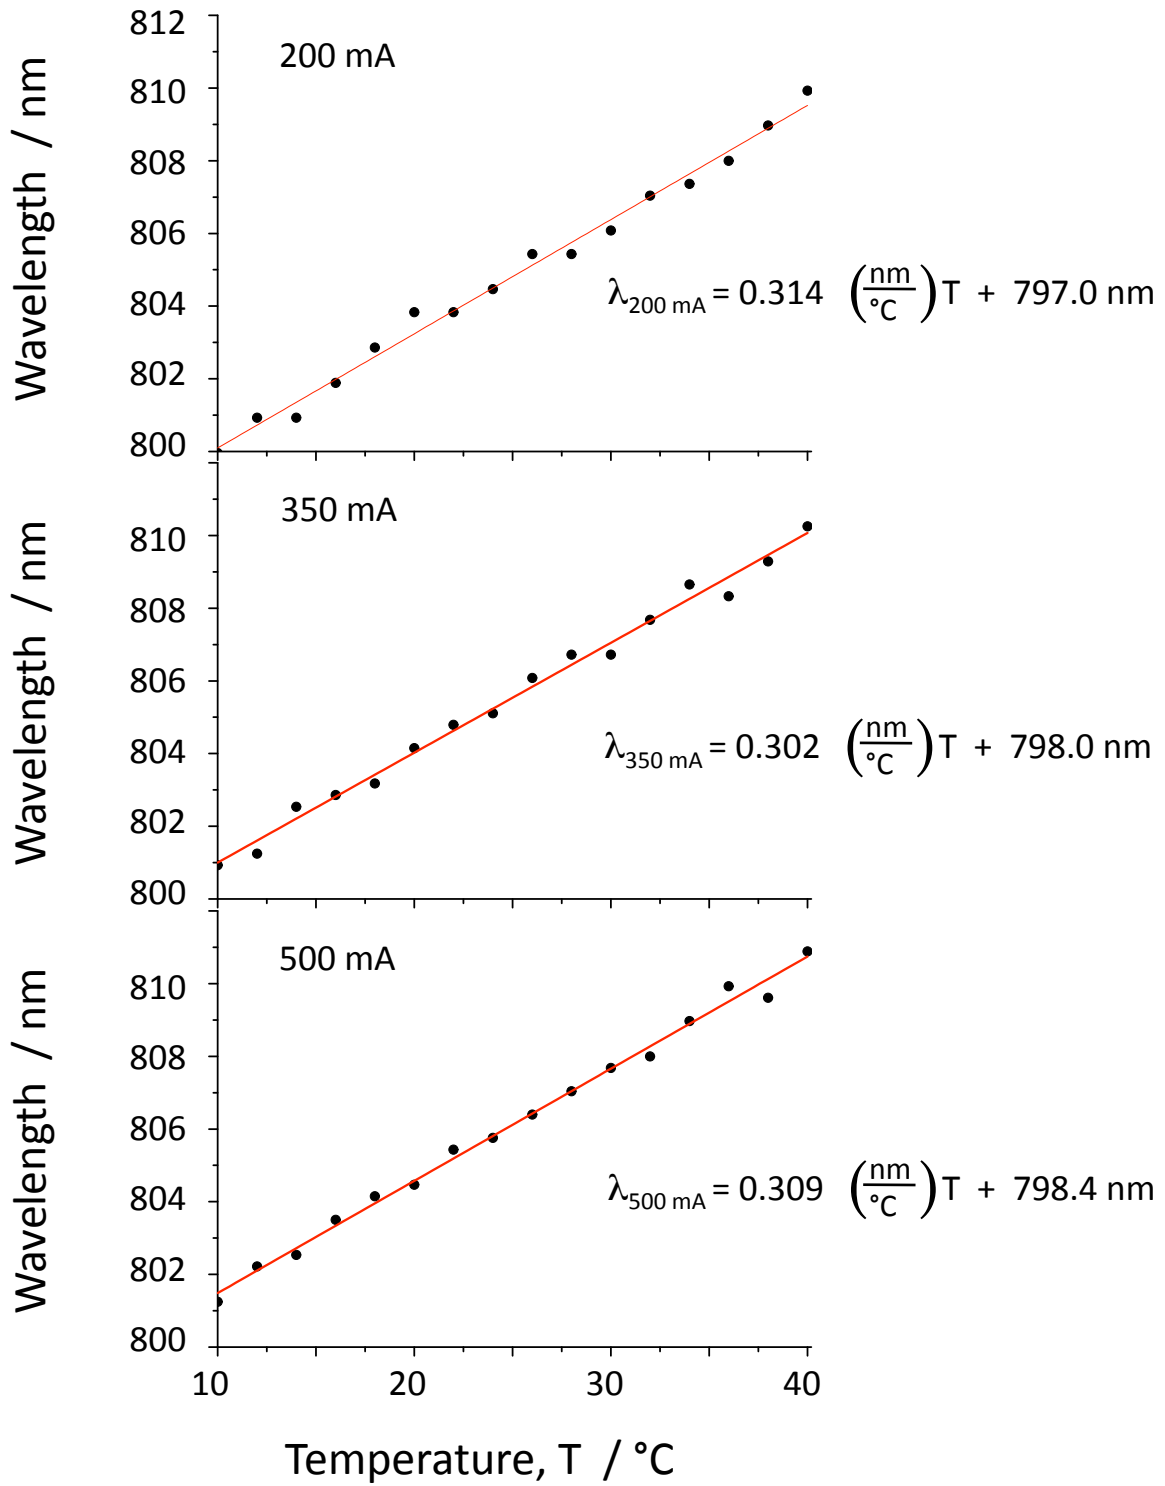 812
200 mA
810
808
806
804
802
800
Wavelength / nm
λ200 mA = 0.314 (nm/°C) T + 797.0 nm
350 mA
810
808
806
804
802
800
Wavelength / nm
λ350 mA = 0.302 (nm/°C) T + 798.0 nm
500 mA
810
808
806
804
802
800
Wavelength / nm
λ500 mA = 0.309 (nm/°C) T + 798.4 nm
10 20 30 40
Temperature, T / °C